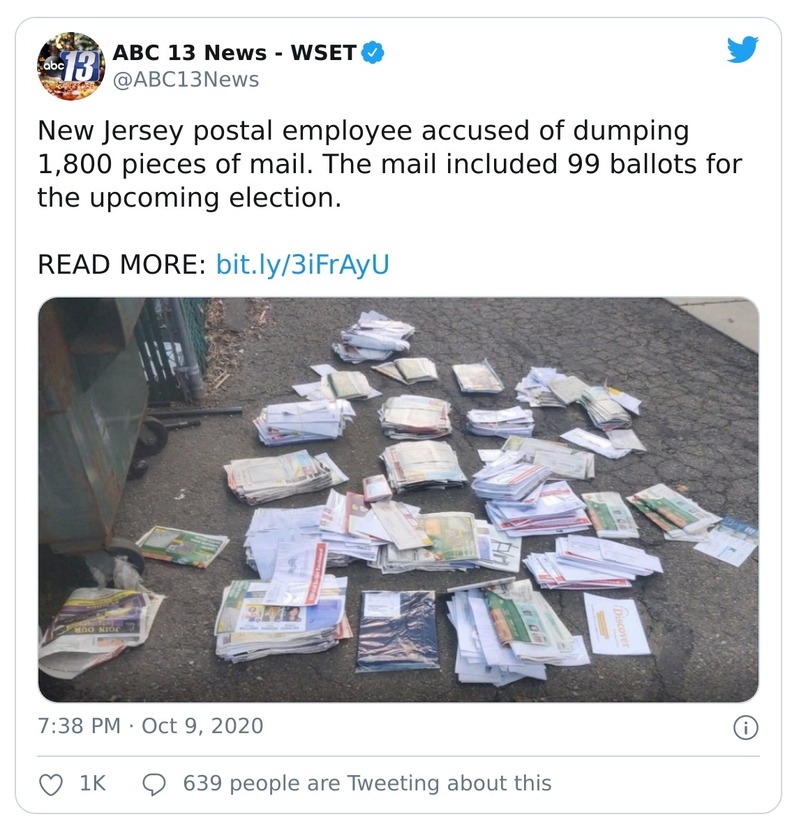 ABC 13 News - WSET
@ABC13News
abc 13
New Jersey postal employee accused of dumping
1,800 pieces of mail. The mail included 99 ballots for
the upcoming election.
READ MORE: bit.ly/3iFrAyU
JOIN OUR
Discover
7:38 PM · Oct 9, 2020
1K
639 people are Tweeting about this